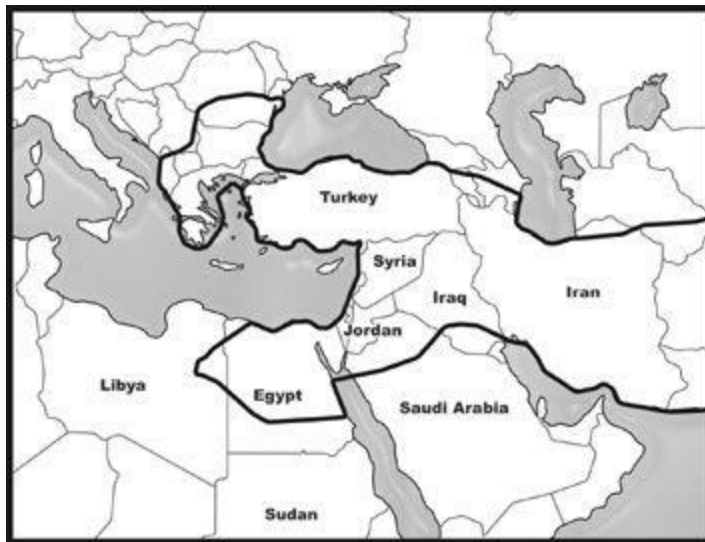 Turkey
Syria
Iraq
Iran
Jordan
Libya
Egypt
Saudi Arabia
Sudan